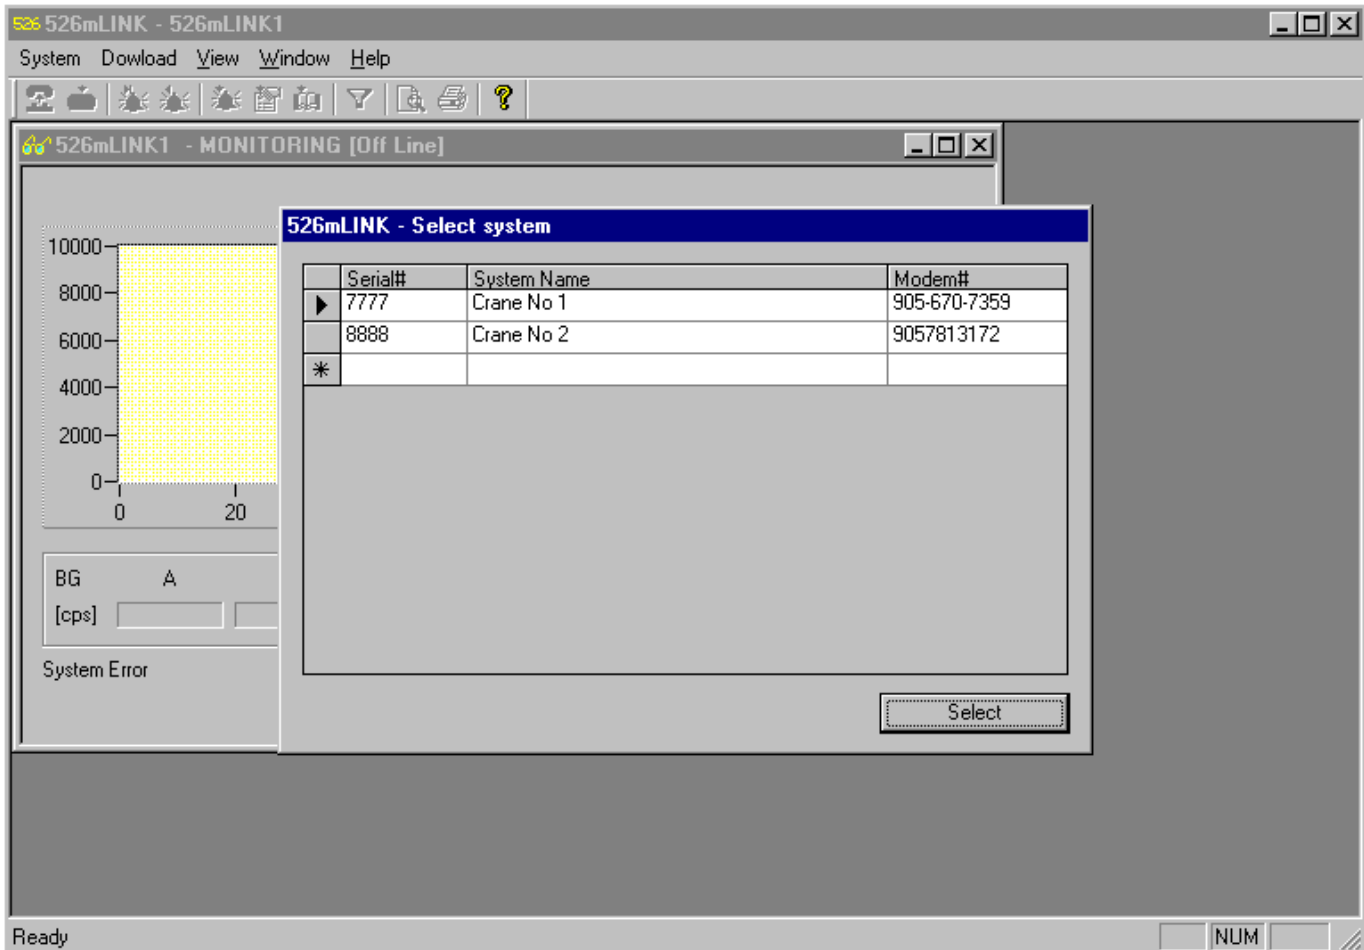 526 526mLINK - 526mLINK1
System Dowload View Window Help
526mLINK1 - MONITORING [Off Line]
526mLINK - Select system
Serial# System Name Modem#
7777 Crane No 1 905-670-7359
8888 Crane No 2 9057813172
10000
8000
6000
4000
2000
0
0 20
BG A
[cps]
System Error
Select
Ready NUM